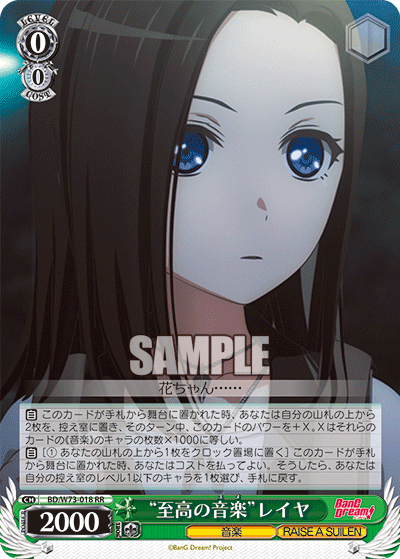 LEVEL
0
0
COST
SAMPLE
花ちゃん……
自 このカードが手札から舞台に置かれた時、あなたは自分の山札の上から
2枚を、控え室に置き、そのターン中、このカードのパワーを＋X。Xはそれら
のカードの《音楽》のキャラの枚数×1000に等しい。
自 [① あなたの山札の上から1枚をクロック置場に置く] このカードが手
札から舞台に置かれた時、あなたはコストを払ってよい。そうしたら、あなたは
自分の控え室のレベル1以下のキャラを1枚選び、手札に戻す。
CH BD/W73-018 RR
2000
“至高の音楽”レイヤ
BanG Dream!
音楽
RAISE A SUILEN
©BanG Dream! Project